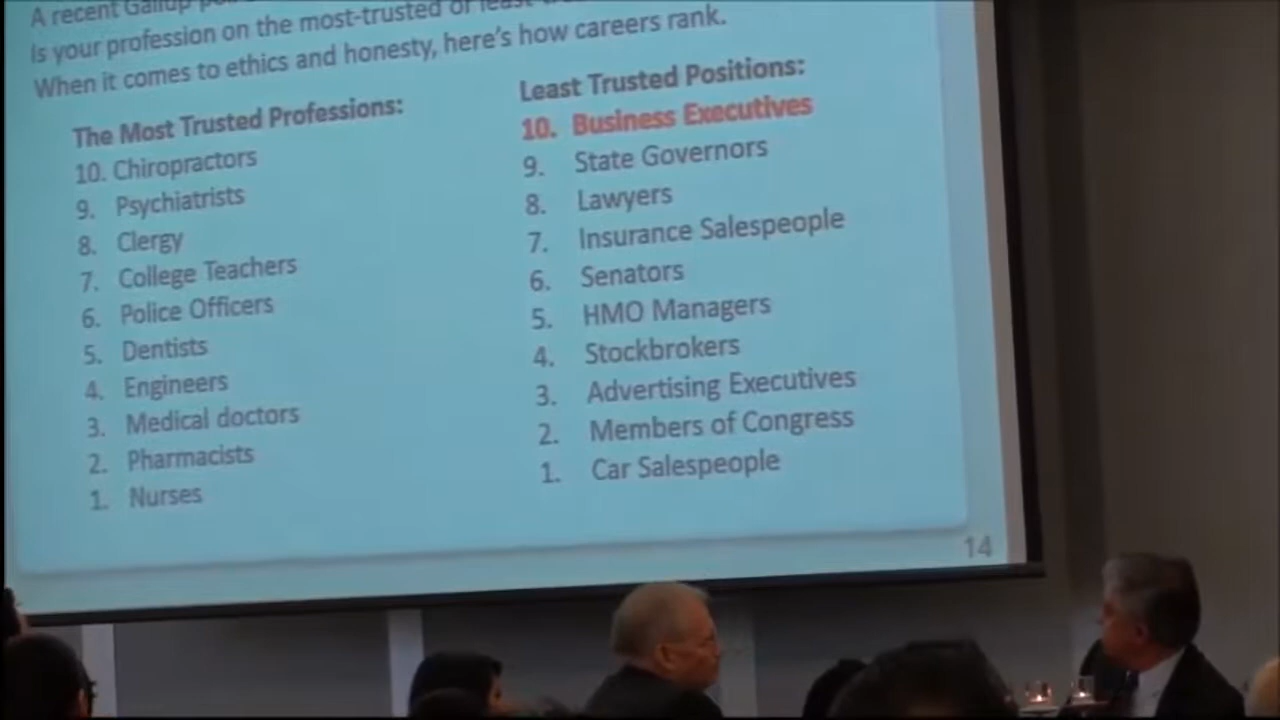 A recent Gallup
Is your profession on the most-trusted or least
When it comes to ethics and honesty, here's how careers rank.
The Most Trusted Professions:
10. Chiropractors
9. Psychiatrists
8. Clergy
7. College Teachers
6. Police Officers
5. Dentists
4. Engineers
3. Medical doctors
2. Pharmacists
1. Nurses
Least Trusted Positions:
10. Business Executives
9. State Governors
8. Lawyers
7. Insurance Salespeople
6. Senators
5. HMO Managers
4. Stockbrokers
3. Advertising Executives
2. Members of Congress
1. Car Salespeople
14